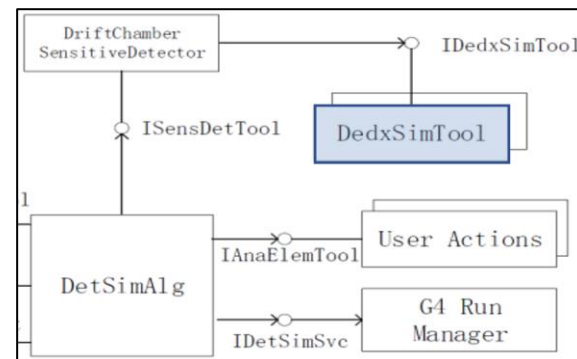 DriftChamber
SensitiveDetector
IDedxSimTool
DedxSimTool
ISensDetTool
IAnaElemTool
User Actions
DetSimAlg
G4 Run
Manager
IDetSimSvc